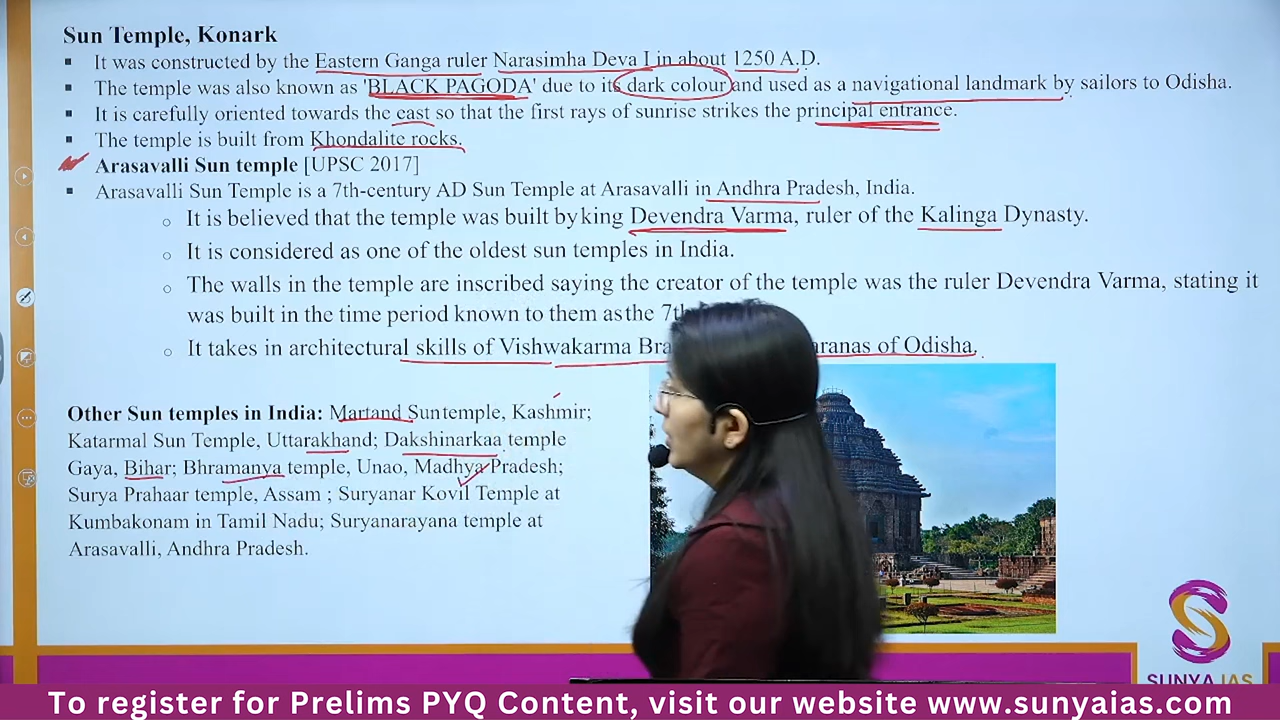 Sun Temple, Konark
It was constructed by the Eastern Ganga ruler Narasimha Deva I in about 1250 A.D.
The temple was also known as 'BLACK PAGODA' due to its dark colour and used as a navigational landmark by sailors to Odisha.
It is carefully oriented towards the east so that the first rays of sunrise strikes the principal entrance.
The temple is built from Khondalite rocks.
Arasavalli Sun temple [UPSC 2017]
Arasavalli Sun Temple is a 7th-century AD Sun Temple at Arasavalli in Andhra Pradesh, India.
It is believed that the temple was built by king Devendra Varma, ruler of the Kalinga Dynasty.
It is considered as one of the oldest sun temples in India.
The walls in the temple are inscribed saying the creator of the temple was the ruler Devendra Varma, stating it
was built in the time period known to them as the 7th
It takes in architectural skills of Vishwakarma of Odisha.
Other Sun temples in India: Martand Sun temple, Kashmir;
Katarmal Sun Temple, Uttarakhand; Dakshinarkaa temple
Gaya, Bihar; Bhramanya temple, Unao, Madhya Pradesh;
Surya Prahaar temple, Assam ; Suryanar Kovil Temple at
Kumbakonam in Tamil Nadu; Suryanarayana temple at
Arasavalli, Andhra Pradesh.
SUNYA IAS
To register for Prelims PYQ Content, visit our website www.sunyaias.com